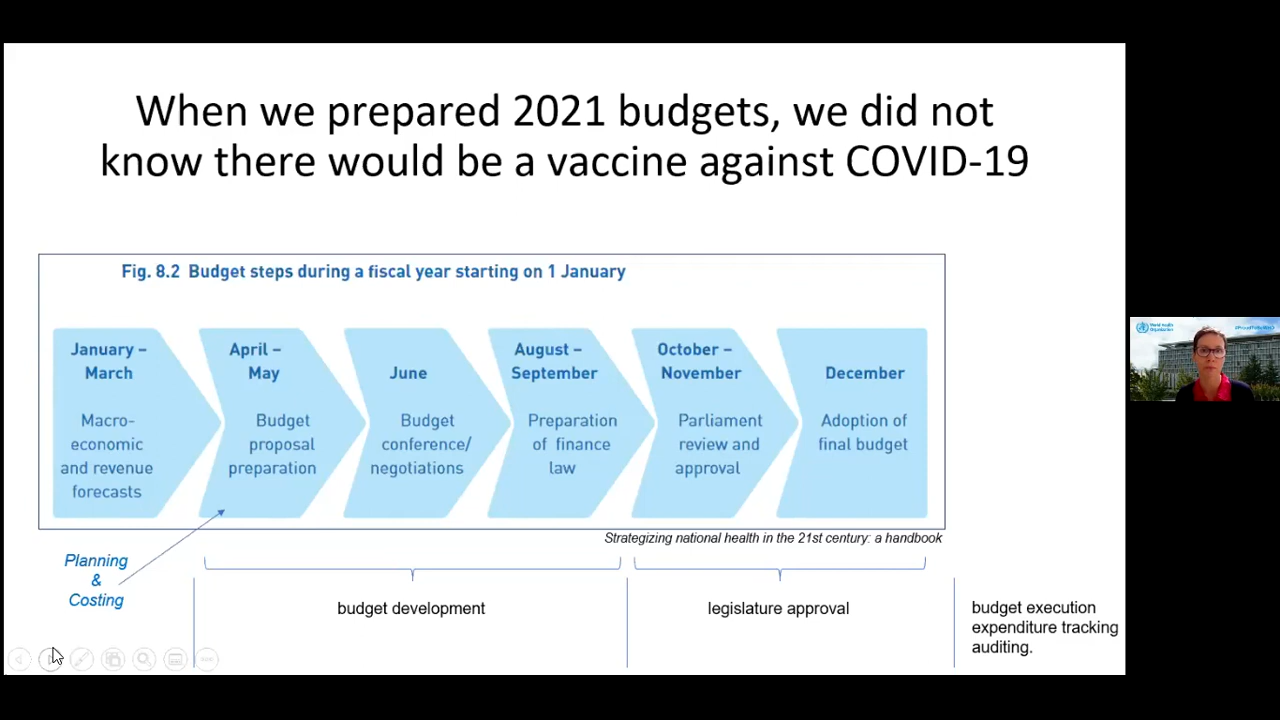 When we prepared 2021 budgets, we did not
know there would be a vaccine against COVID-19
Fig. 8.2 Budget steps during a fiscal year starting on 1 January
January –
March
Macro-
economic
and revenue
forecasts
April –
May
Budget
proposal
preparation
June
Budget
conference/
negotiations
August –
September
Preparation
of finance
law
October –
November
Parliament
review and
approval
December
Adoption of
final budget
Strategizing national health in the 21st century: a handbook
Planning
&
Costing
budget development
legislature approval
budget execution
expenditure tracking
auditing.
World Health
Organization